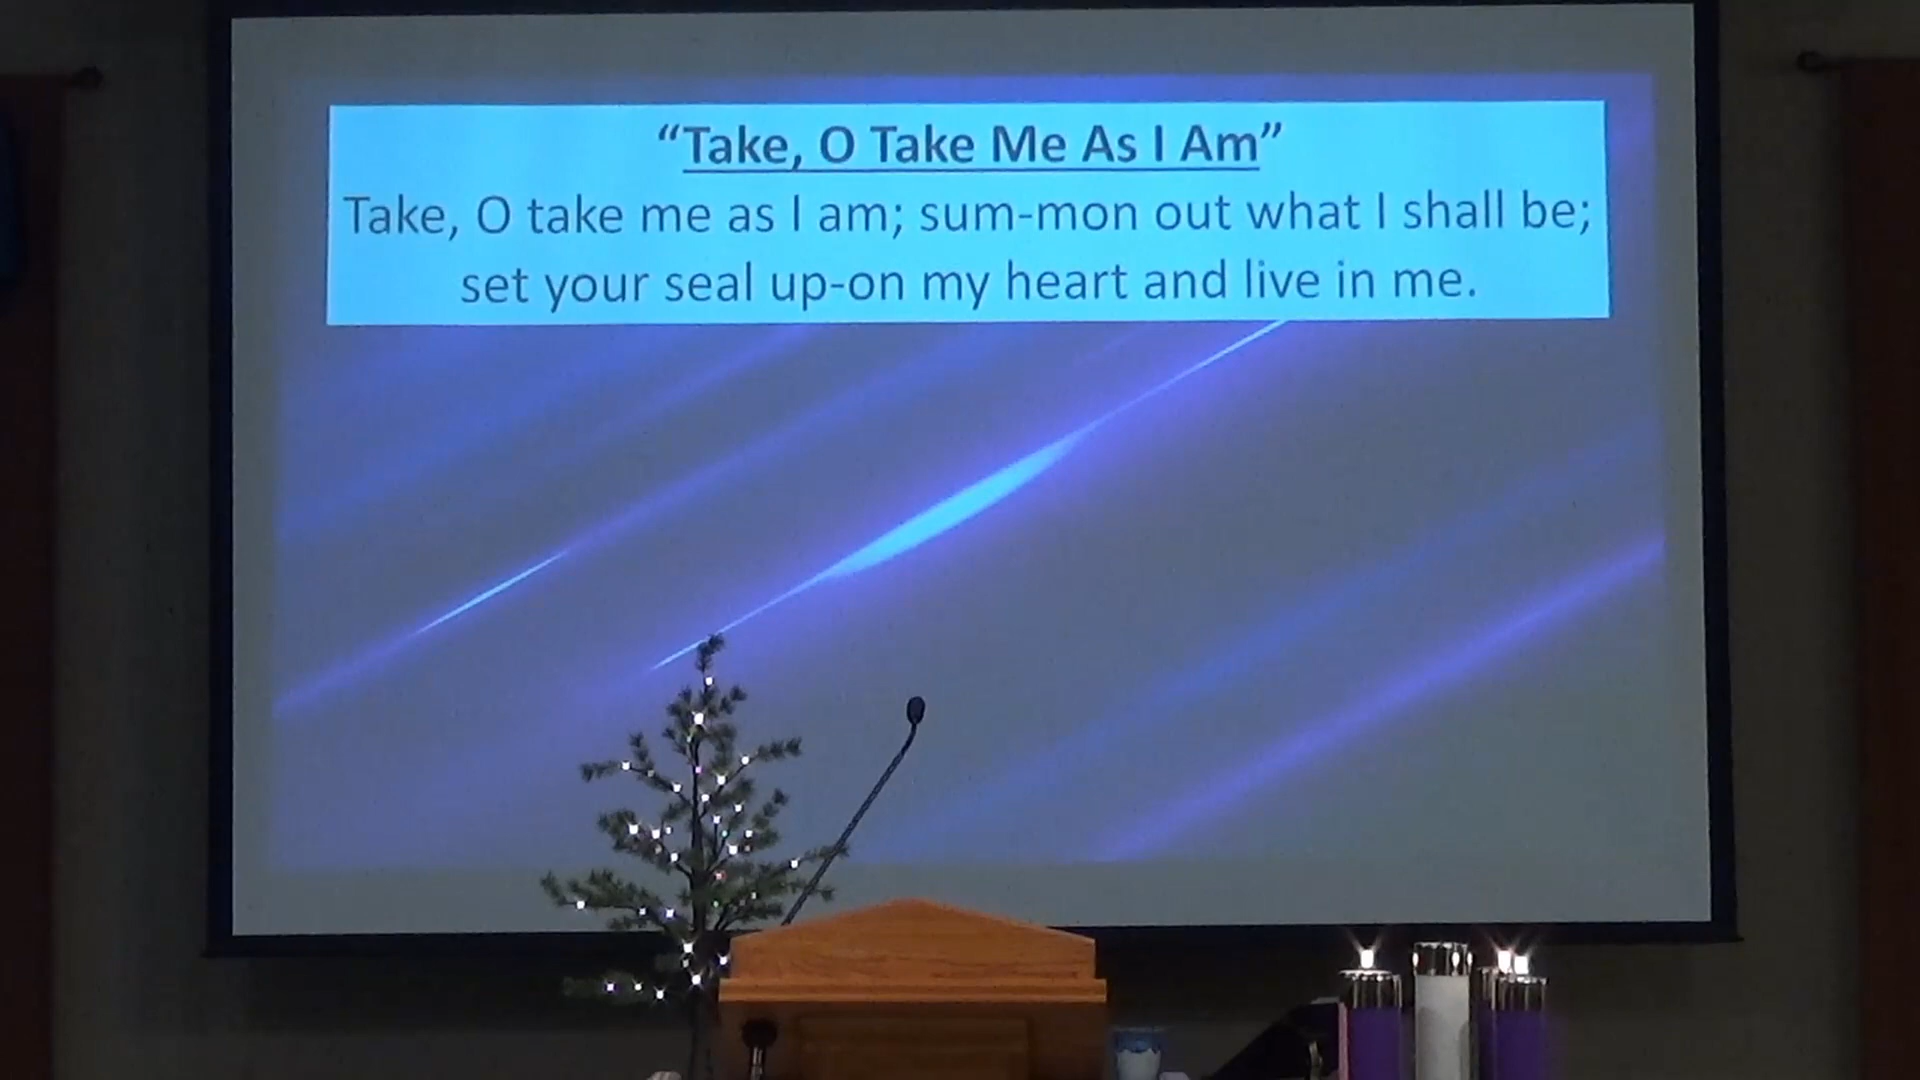 “Take, O Take Me As I Am”
Take, O take me as I am; sum-mon out what I shall be;
set your seal up-on my heart and live in me.